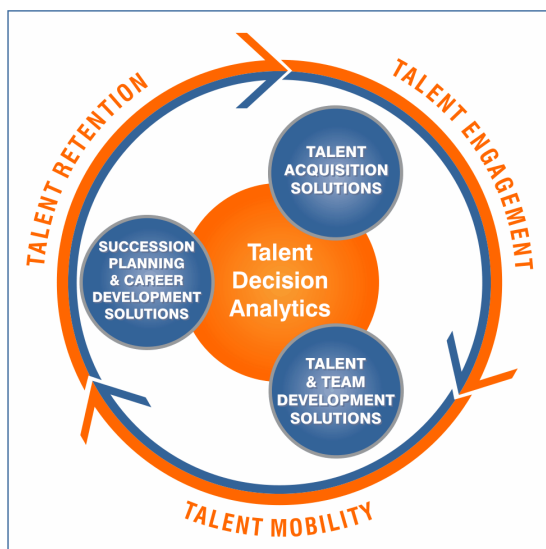 TALENT RETENTION
TALENT ENGAGEMENT
TALENT
ACQUISITION
SOLUTIONS
SUCCESSION
PLANNING
& CAREER
DEVELOPMENT
SOLUTIONS
Talent
Decision
Analytics
TALENT
& TEAM
DEVELOPMENT
SOLUTIONS
TALENT MOBILITY